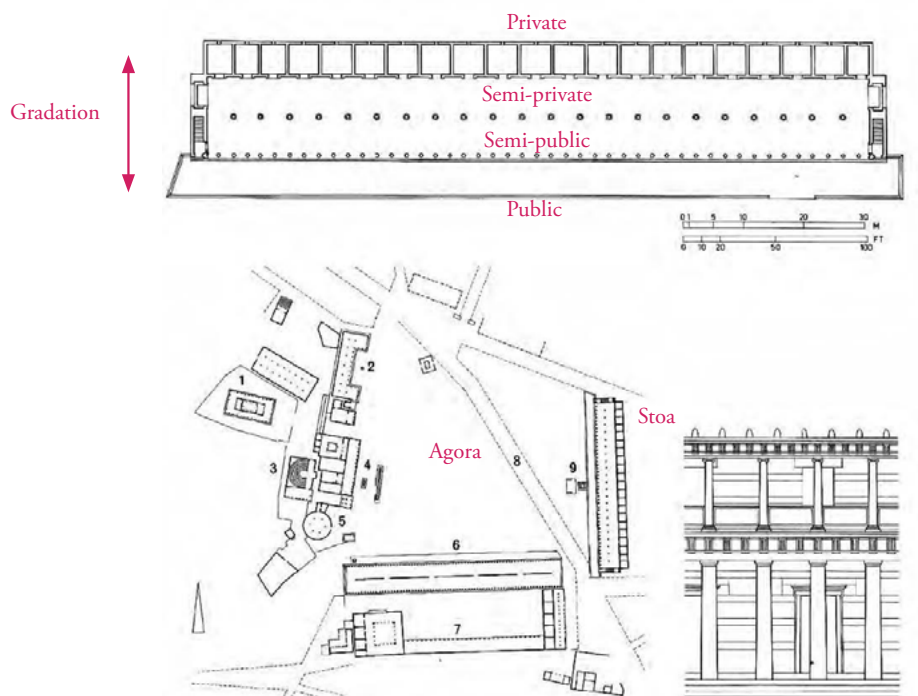 Private
Gradation
Semi-private
Semi-public
Public
0 1 5 10 20 30 M
0 10 20 50 100 FT
1
2
Stoa
Agora
3
4
8
9
5
6
7